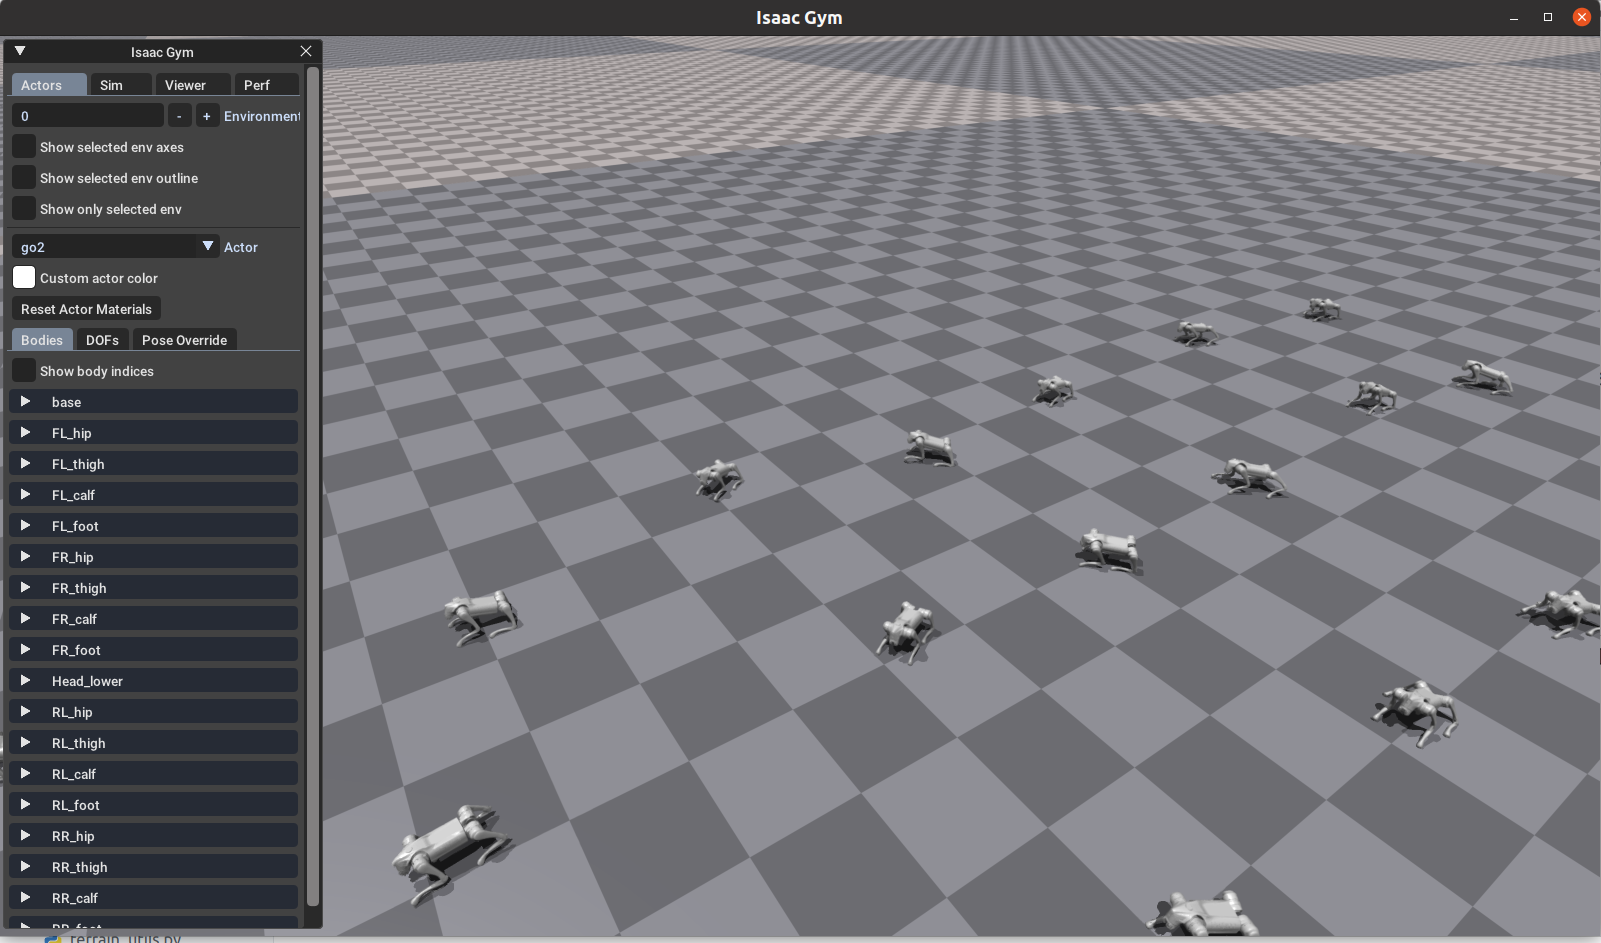 Isaac Gym
Isaac Gym
Actors Sim Viewer Perf
0 - + Environment
Show selected env axes
Show selected env outline
Show only selected env
go2 Actor
Custom actor color
Reset Actor Materials
Bodies DOFs Pose Override
Show body indices
base
FL_hip
FL_thigh
FL_calf
FL_foot
FR_hip
FR_thigh
FR_calf
FR_foot
Head_lower
RL_hip
RL_thigh
RL_calf
RL_foot
RR_hip
RR_thigh
RR_calf
RR_foot
terrain_utils.py